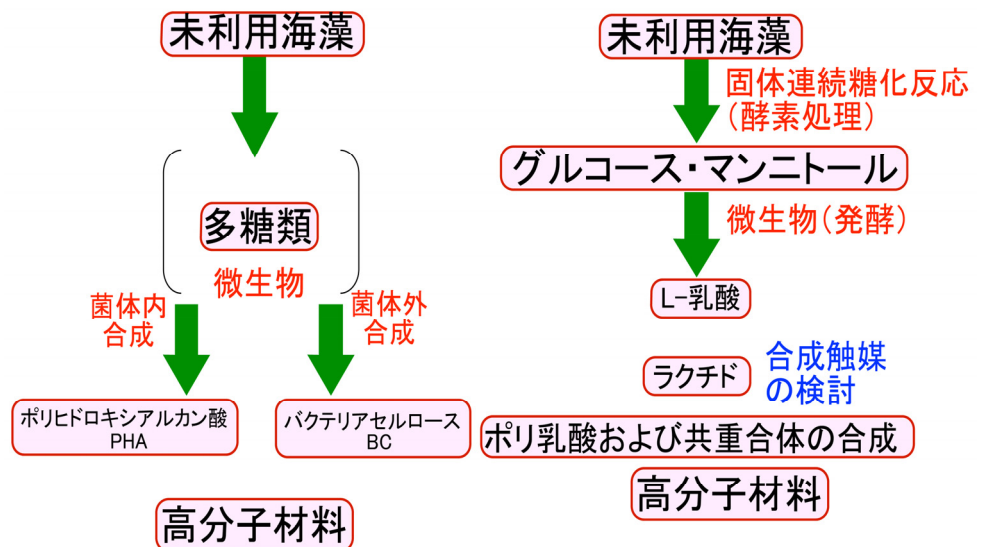 未利用海藻
多糖類
微生物
菌体内
合成
菌体外
合成
ポリヒドロキシアルカン酸
PHA
バクテリアセルロース
BC
高分子材料
未利用海藻
固体連続糖化反応
(酵素処理)
グルコース・マンニトール
微生物(発酵)
L-乳酸
ラクチド
合成触媒
の検討
ポリ乳酸および共重合体の合成
高分子材料